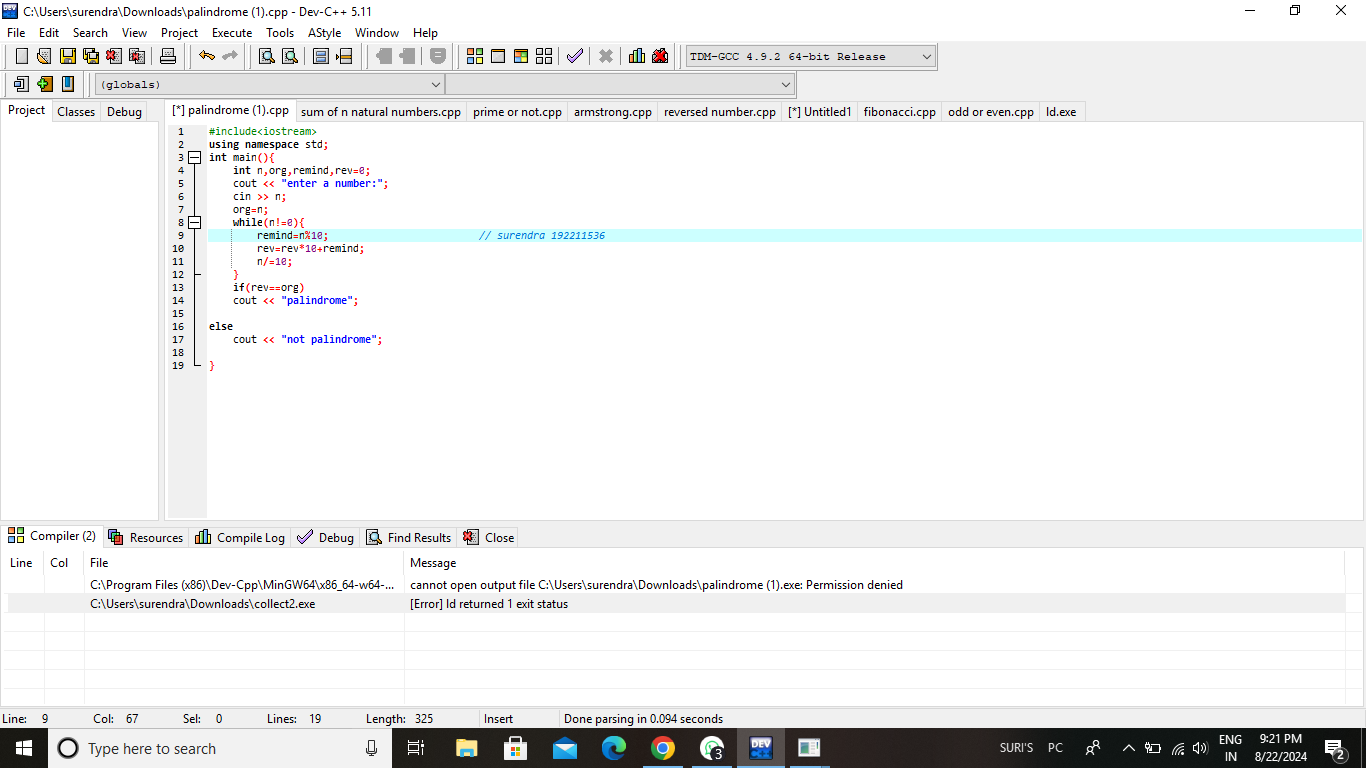 C:\Users\surendra\Downloads\palindrome (1).cpp - Dev-C++ 5.11
File Edit Search View Project Execute Tools AStyle Window Help
TDM-GCC 4.9.2 64-bit Release
(globals)
Project Classes Debug
[*] palindrome (1).cpp sum of n natural numbers.cpp prime or not.cpp armstrong.cpp reversed number.cpp [*] Untitled1 fibonacci.cpp odd or even.cpp ld.exe
1 #include<iostream>
2 using namespace std;
3 int main(){
4 int n,org,remind,rev=0;
5 cout << "enter a number:";
6 cin >> n;
7 org=n;
8 while(n!=0){
9 remind=n%10; // surendra 192211536
10 rev=rev*10+remind;
11 n/=10;
12 }
13 if(rev==org)
14 cout << "palindrome";
15
16 else
17 cout << "not palindrome";
18
19 }
Compiler (2) Resources Compile Log Debug Find Results Close
Line Col File Message
C:\Program Files (x86)\Dev-Cpp\MinGW64\x86_64-w64-... cannot open output file C:\Users\surendra\Downloads\palindrome (1).exe: Permission denied
C:\Users\surendra\Downloads\collect2.exe [Error] ld returned 1 exit status
Line: 9 Col: 67 Sel: 0 Lines: 19 Length: 325 Insert Done parsing in 0.094 seconds
Type here to search
3
DEV
SURI'S PC
ENG
IN
9:21 PM
8/22/2024
2